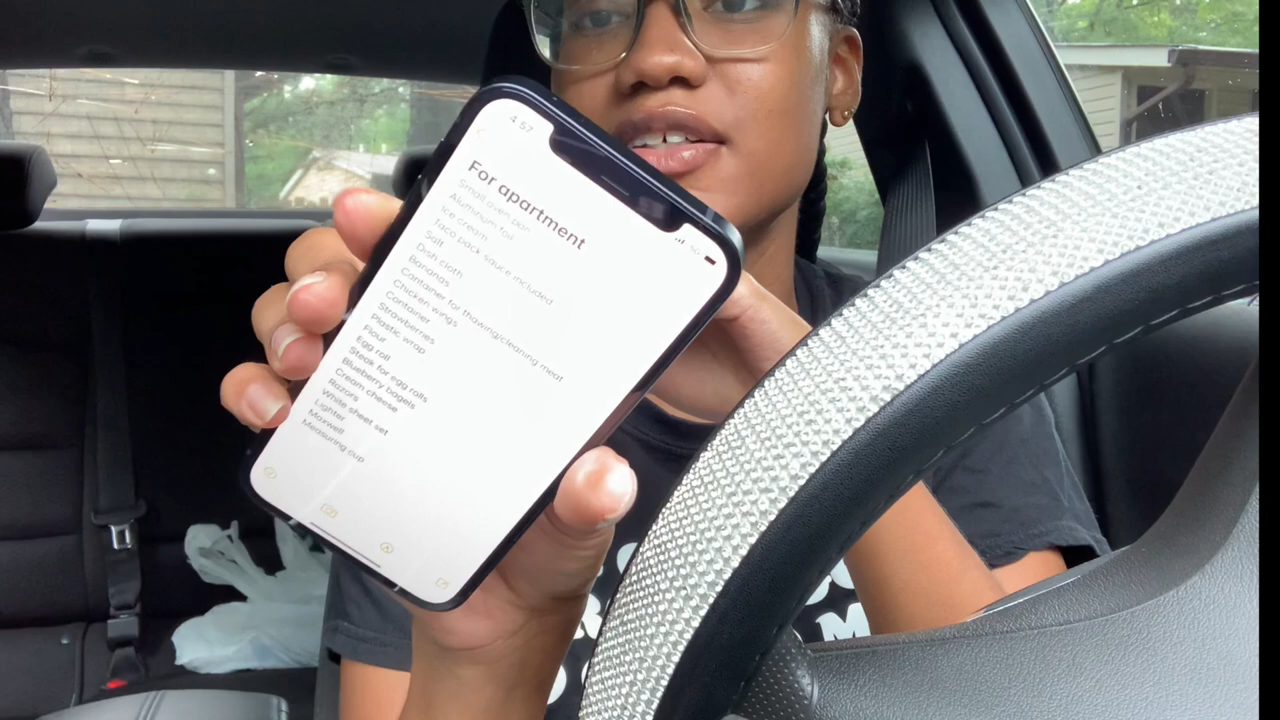 4:57
For apartment
Small oven pan
Aluminum foil
Ice cream
Taco pack sauce included
Salt
Dish cloth
Bananas
Container for thawing/cleaning meat
Chicken wings
Container
Strawberries
Plastic wrap
Flour
Egg roll
Steak for egg rolls
Blueberry bagels
Cream cheese
Razors
White sheet set
Lighter
Maxwell
Measuring cup